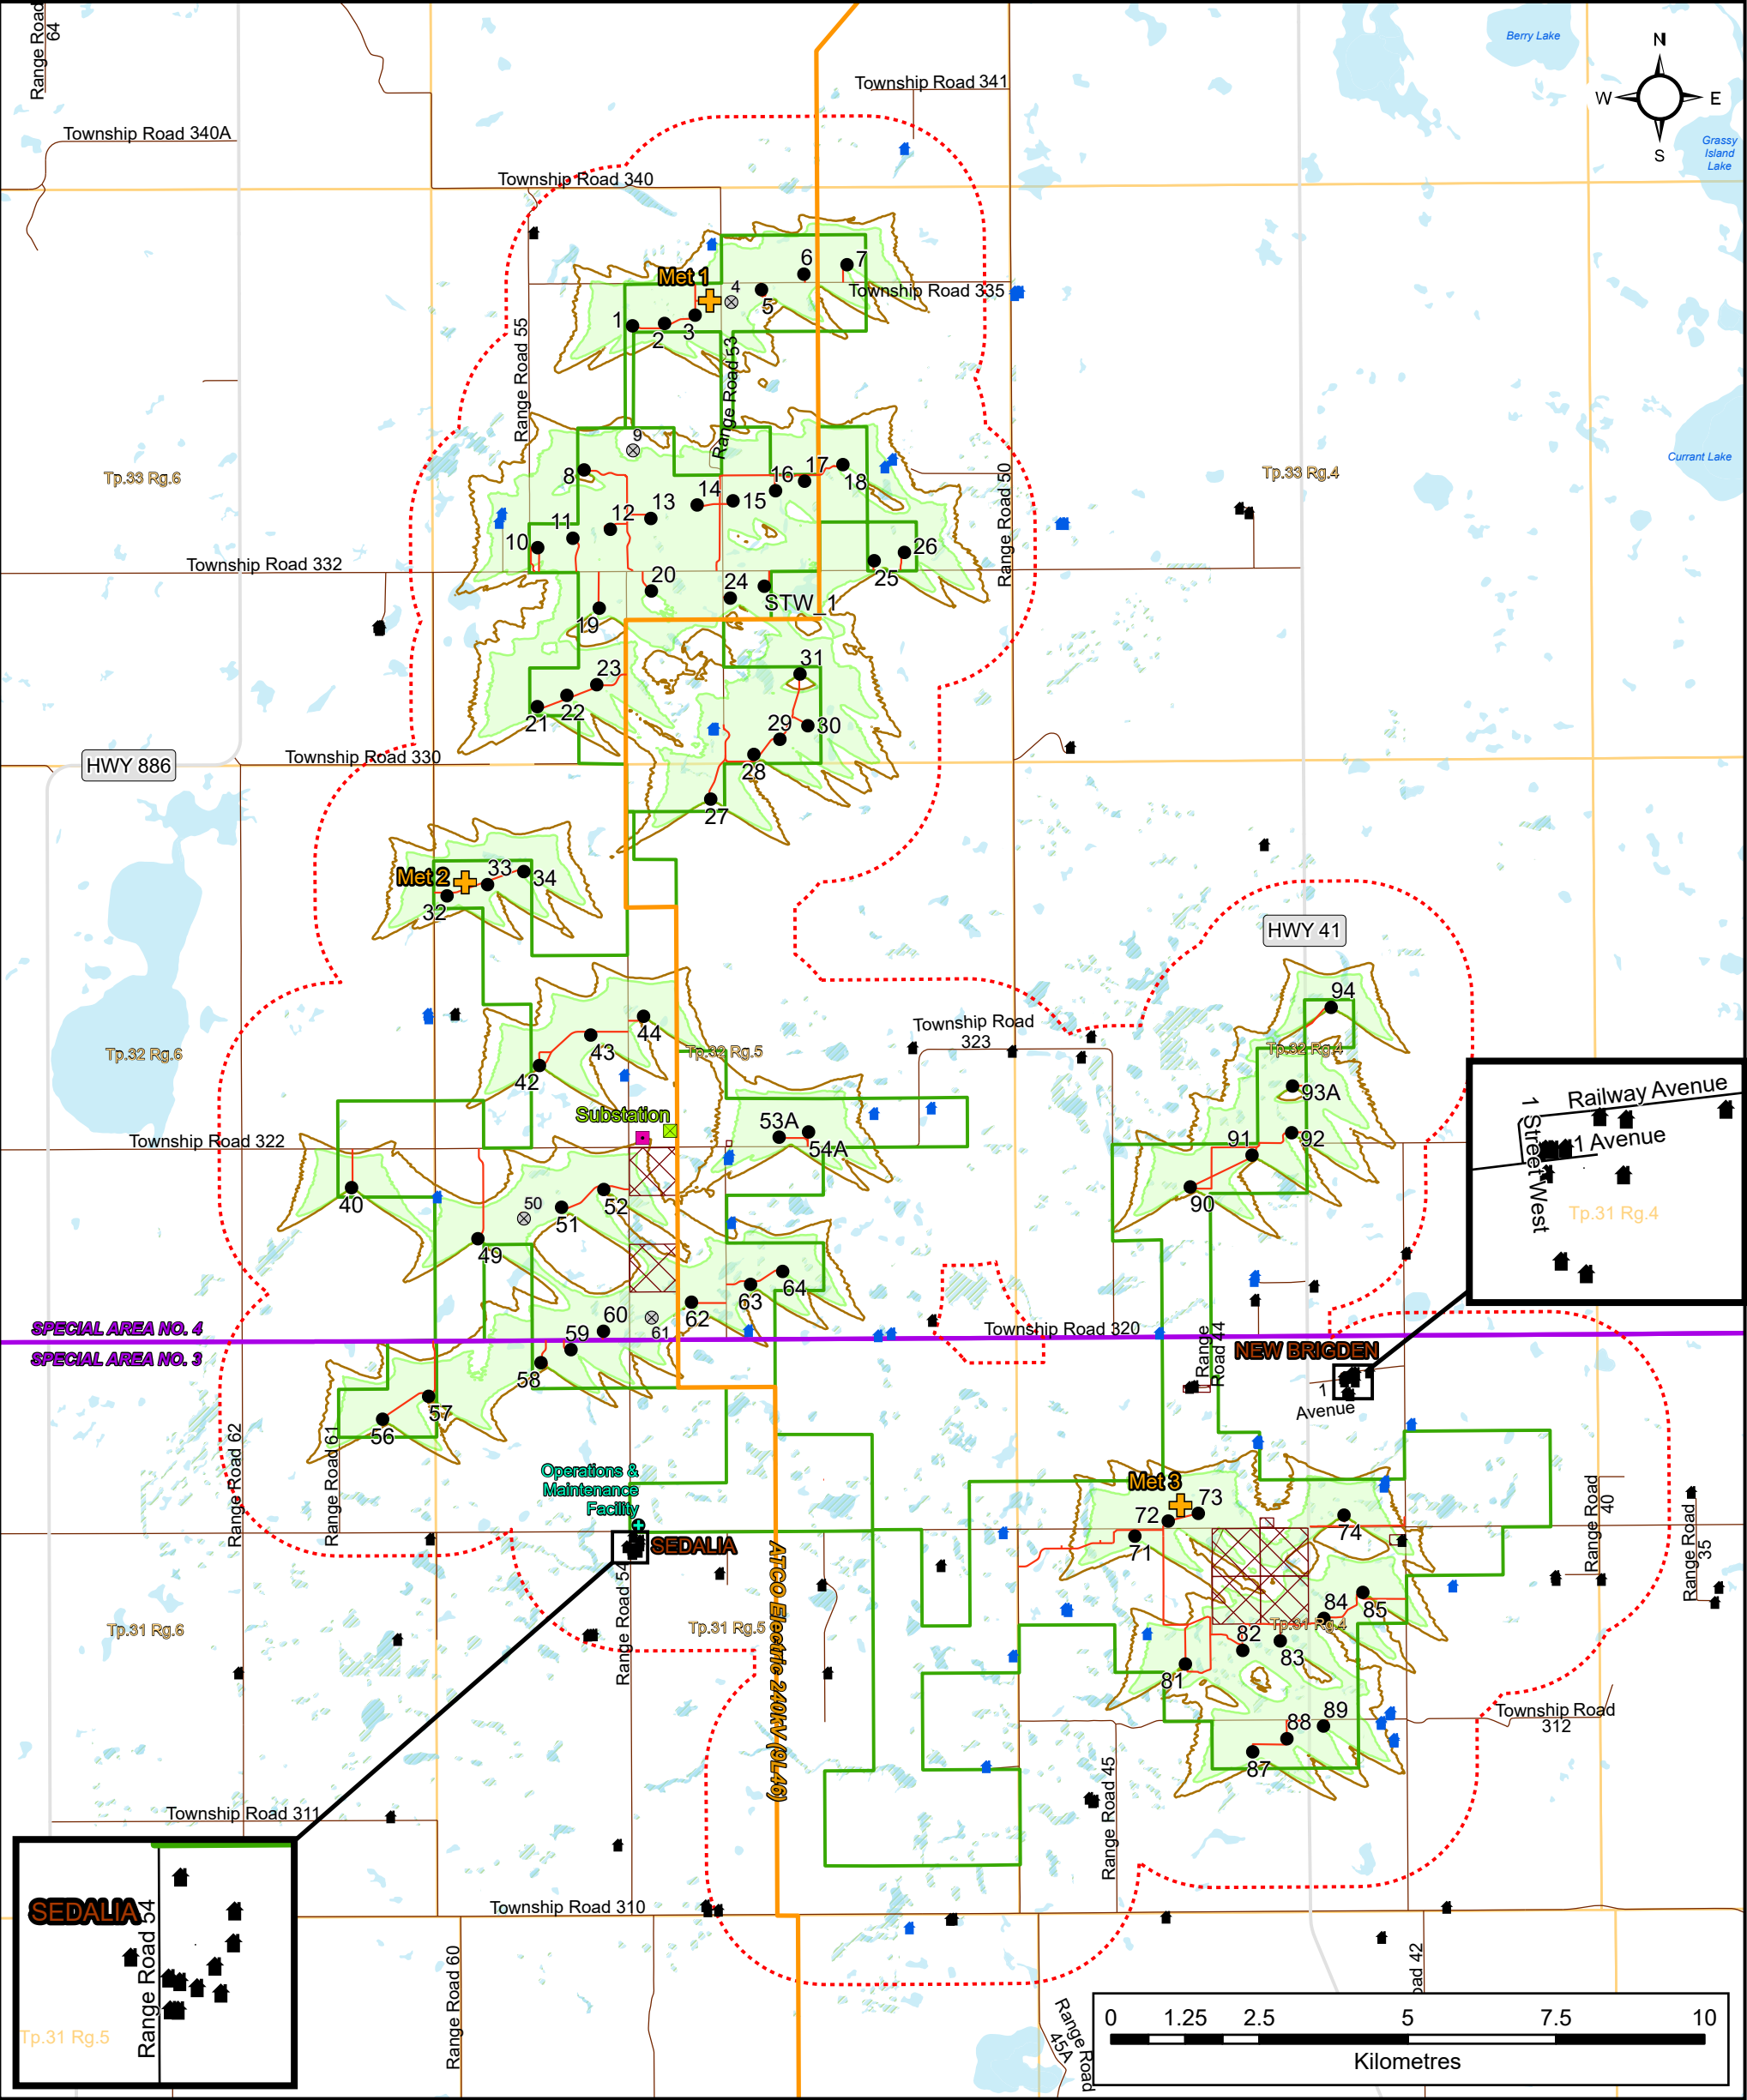 Range Road
64
Berry Lake
N
W
E
S
Township Road 341
Township Road 340A
Grassy
Island
Lake
Township Road 340
Met 1
4
6
7
5
Township Road 335
1
2
3
Range Road 55
Range Road 53
9
8
16
17
18
Tp.33 Rg.6
Tp.33 Rg.4
Currant Lake
14
15
13
12
11
10
26
25
Range Road 50
Township Road 332
20
24
STW_1
19
23
31
21
22
29
30
28
27
HWY 886
Township Road 330
Met 2
33
34
32
HWY 41
94
44
43
42
Township Road
323
Tp.32 Rg.6
Tp.32 Rg.5
Tp.32 Rg.4
93A
Substation
53A
54A
91
92
90
Township Road 322
40
50
51
52
49
Railway Avenue
1 Avenue
1 Street West
Tp.31 Rg.4
64
63
62
60
61
59
58
SPECIAL AREA NO. 4
SPECIAL AREA NO. 3
Township Road 320
Range
Road 44
NEW BRIGDEN
1
Avenue
57
56
Range Road 62
Range Road 61
Operations &
Maintenance
Facility
SEDALIA
Met 3
73
72
71
74
Range Road
40
Range Road
35
Tp.31 Rg.6
Range Road 54
Tp.31 Rg.5
ATCO Electric 240kV (9L46)
84
85
Tp.31 Rg.4
82
83
81
88
89
87
Township Road
312
Range Road 45
Township Road 311
Township Road 310
SEDALIA
Range Road 54
Tp.31 Rg.5
Range Road 60
Range Road
45A
oad 42
0
1.25
2.5
5
7.5
10
Kilometres